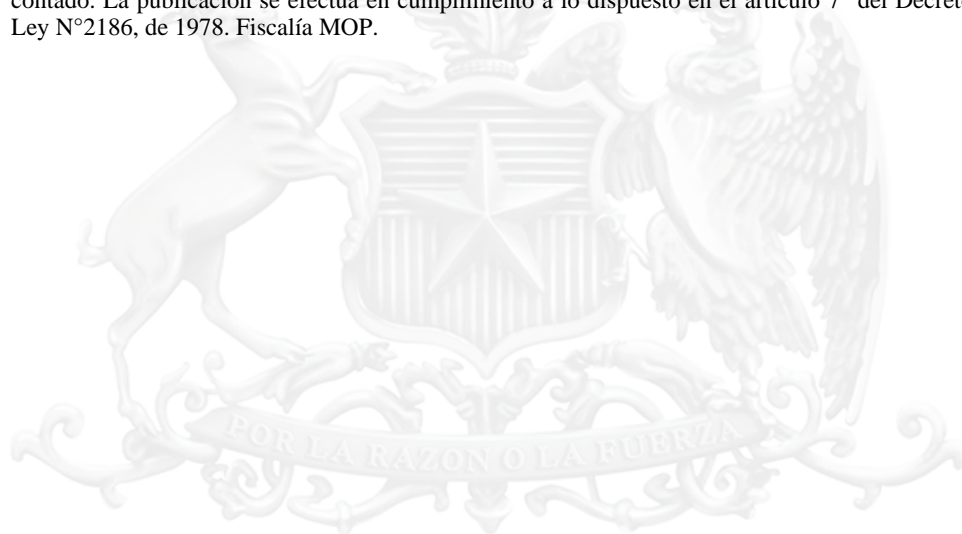 contado. La publicación se efectúa en cumplimiento a lo dispuesto en el artículo 7° del Decreto
Ley N°2186, de 1978. Fiscalía MOP.
POR LA RAZON O LA FUERZA